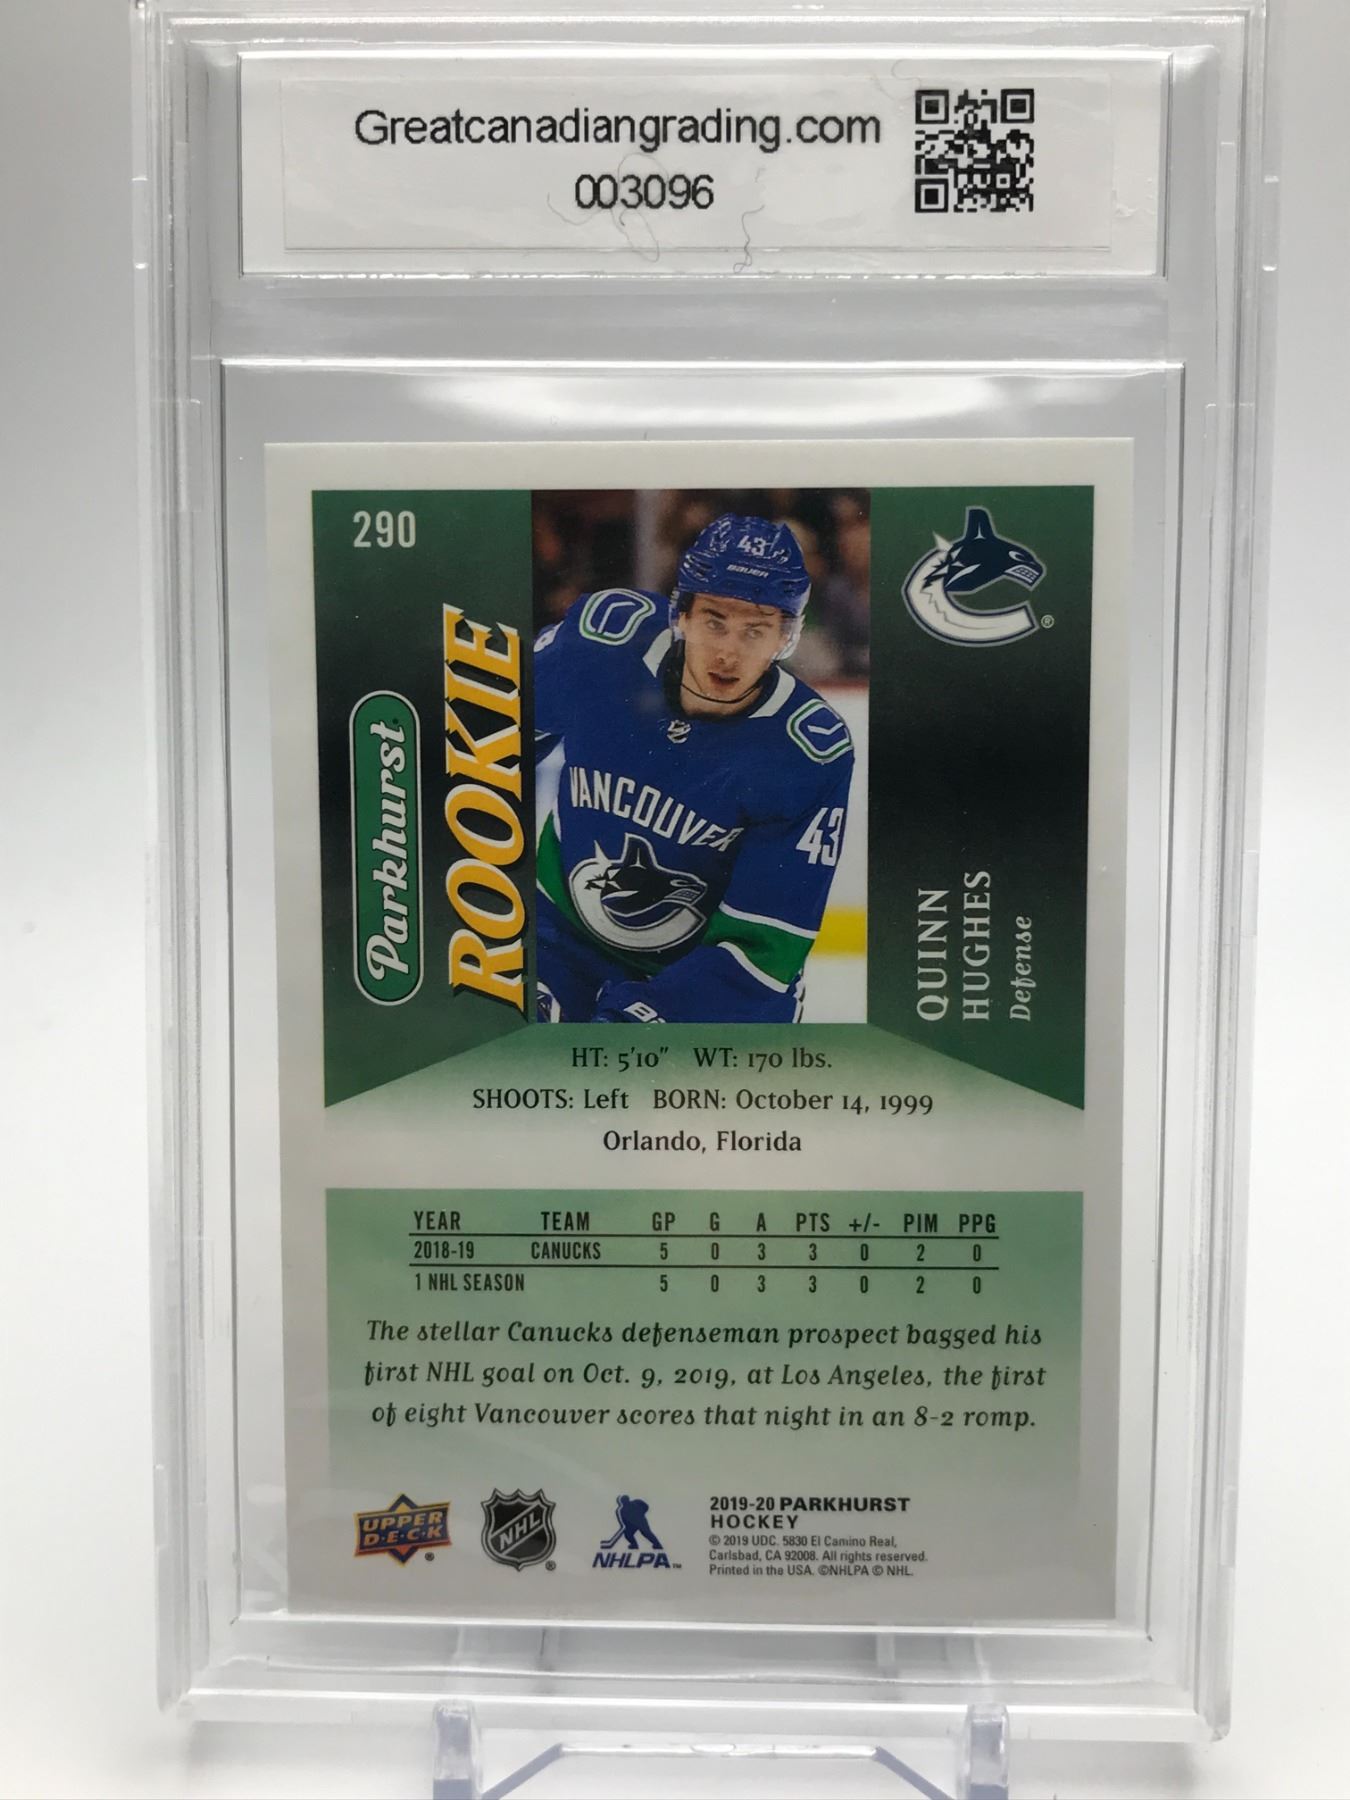 Greatcanadiangrading.com
003096
290
Parkhurst
ROOKIE
43
BAUER
VANCOUVER
43
QUINN
HUGHES
Defense
HT: 5'10" WT: 170 lbs.
SHOOTS: Left BORN: October 14, 1999
Orlando, Florida
YEAR TEAM GP G A PTS +/- PIM PPG
2018-19 CANUCKS 5 0 3 3 0 2 0
1 NHL SEASON 5 0 3 3 0 2 0
The stellar Canucks defenseman prospect bagged his
first NHL goal on Oct. 9, 2019, at Los Angeles, the first
of eight Vancouver scores that night in an 8-2 romp.
UPPER
D·E·C·K
®
NHL
®
NHLPA™
2019-20 PARKHURST
HOCKEY
© 2019 UDC. 5830 El Camino Real,
Carlsbad, CA 92008. All rights reserved.
Printed in the USA. ©NHLPA © NHL.